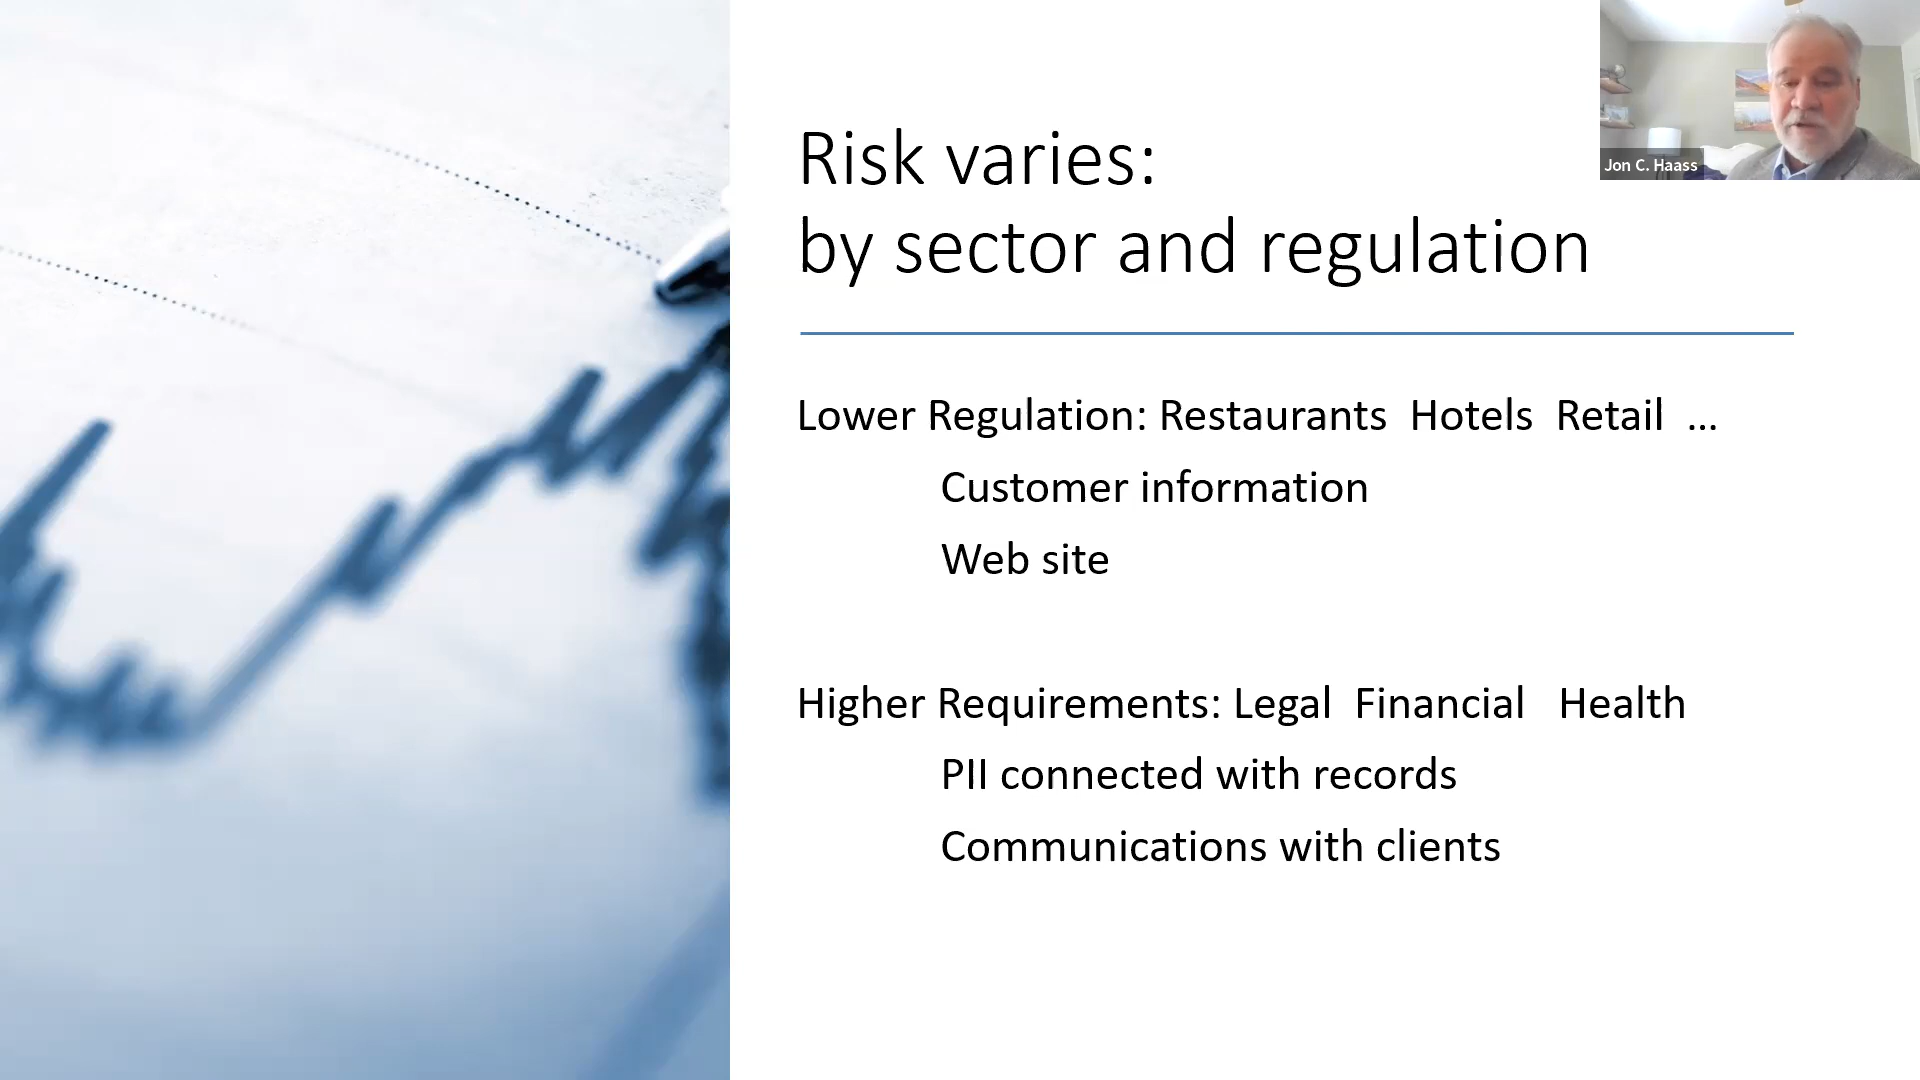 Risk varies:
by sector and regulation
Jon C. Haass
Lower Regulation: Restaurants  Hotels  Retail  ...
Customer information
Web site
Higher Requirements: Legal  Financial   Health
PII connected with records
Communications with clients